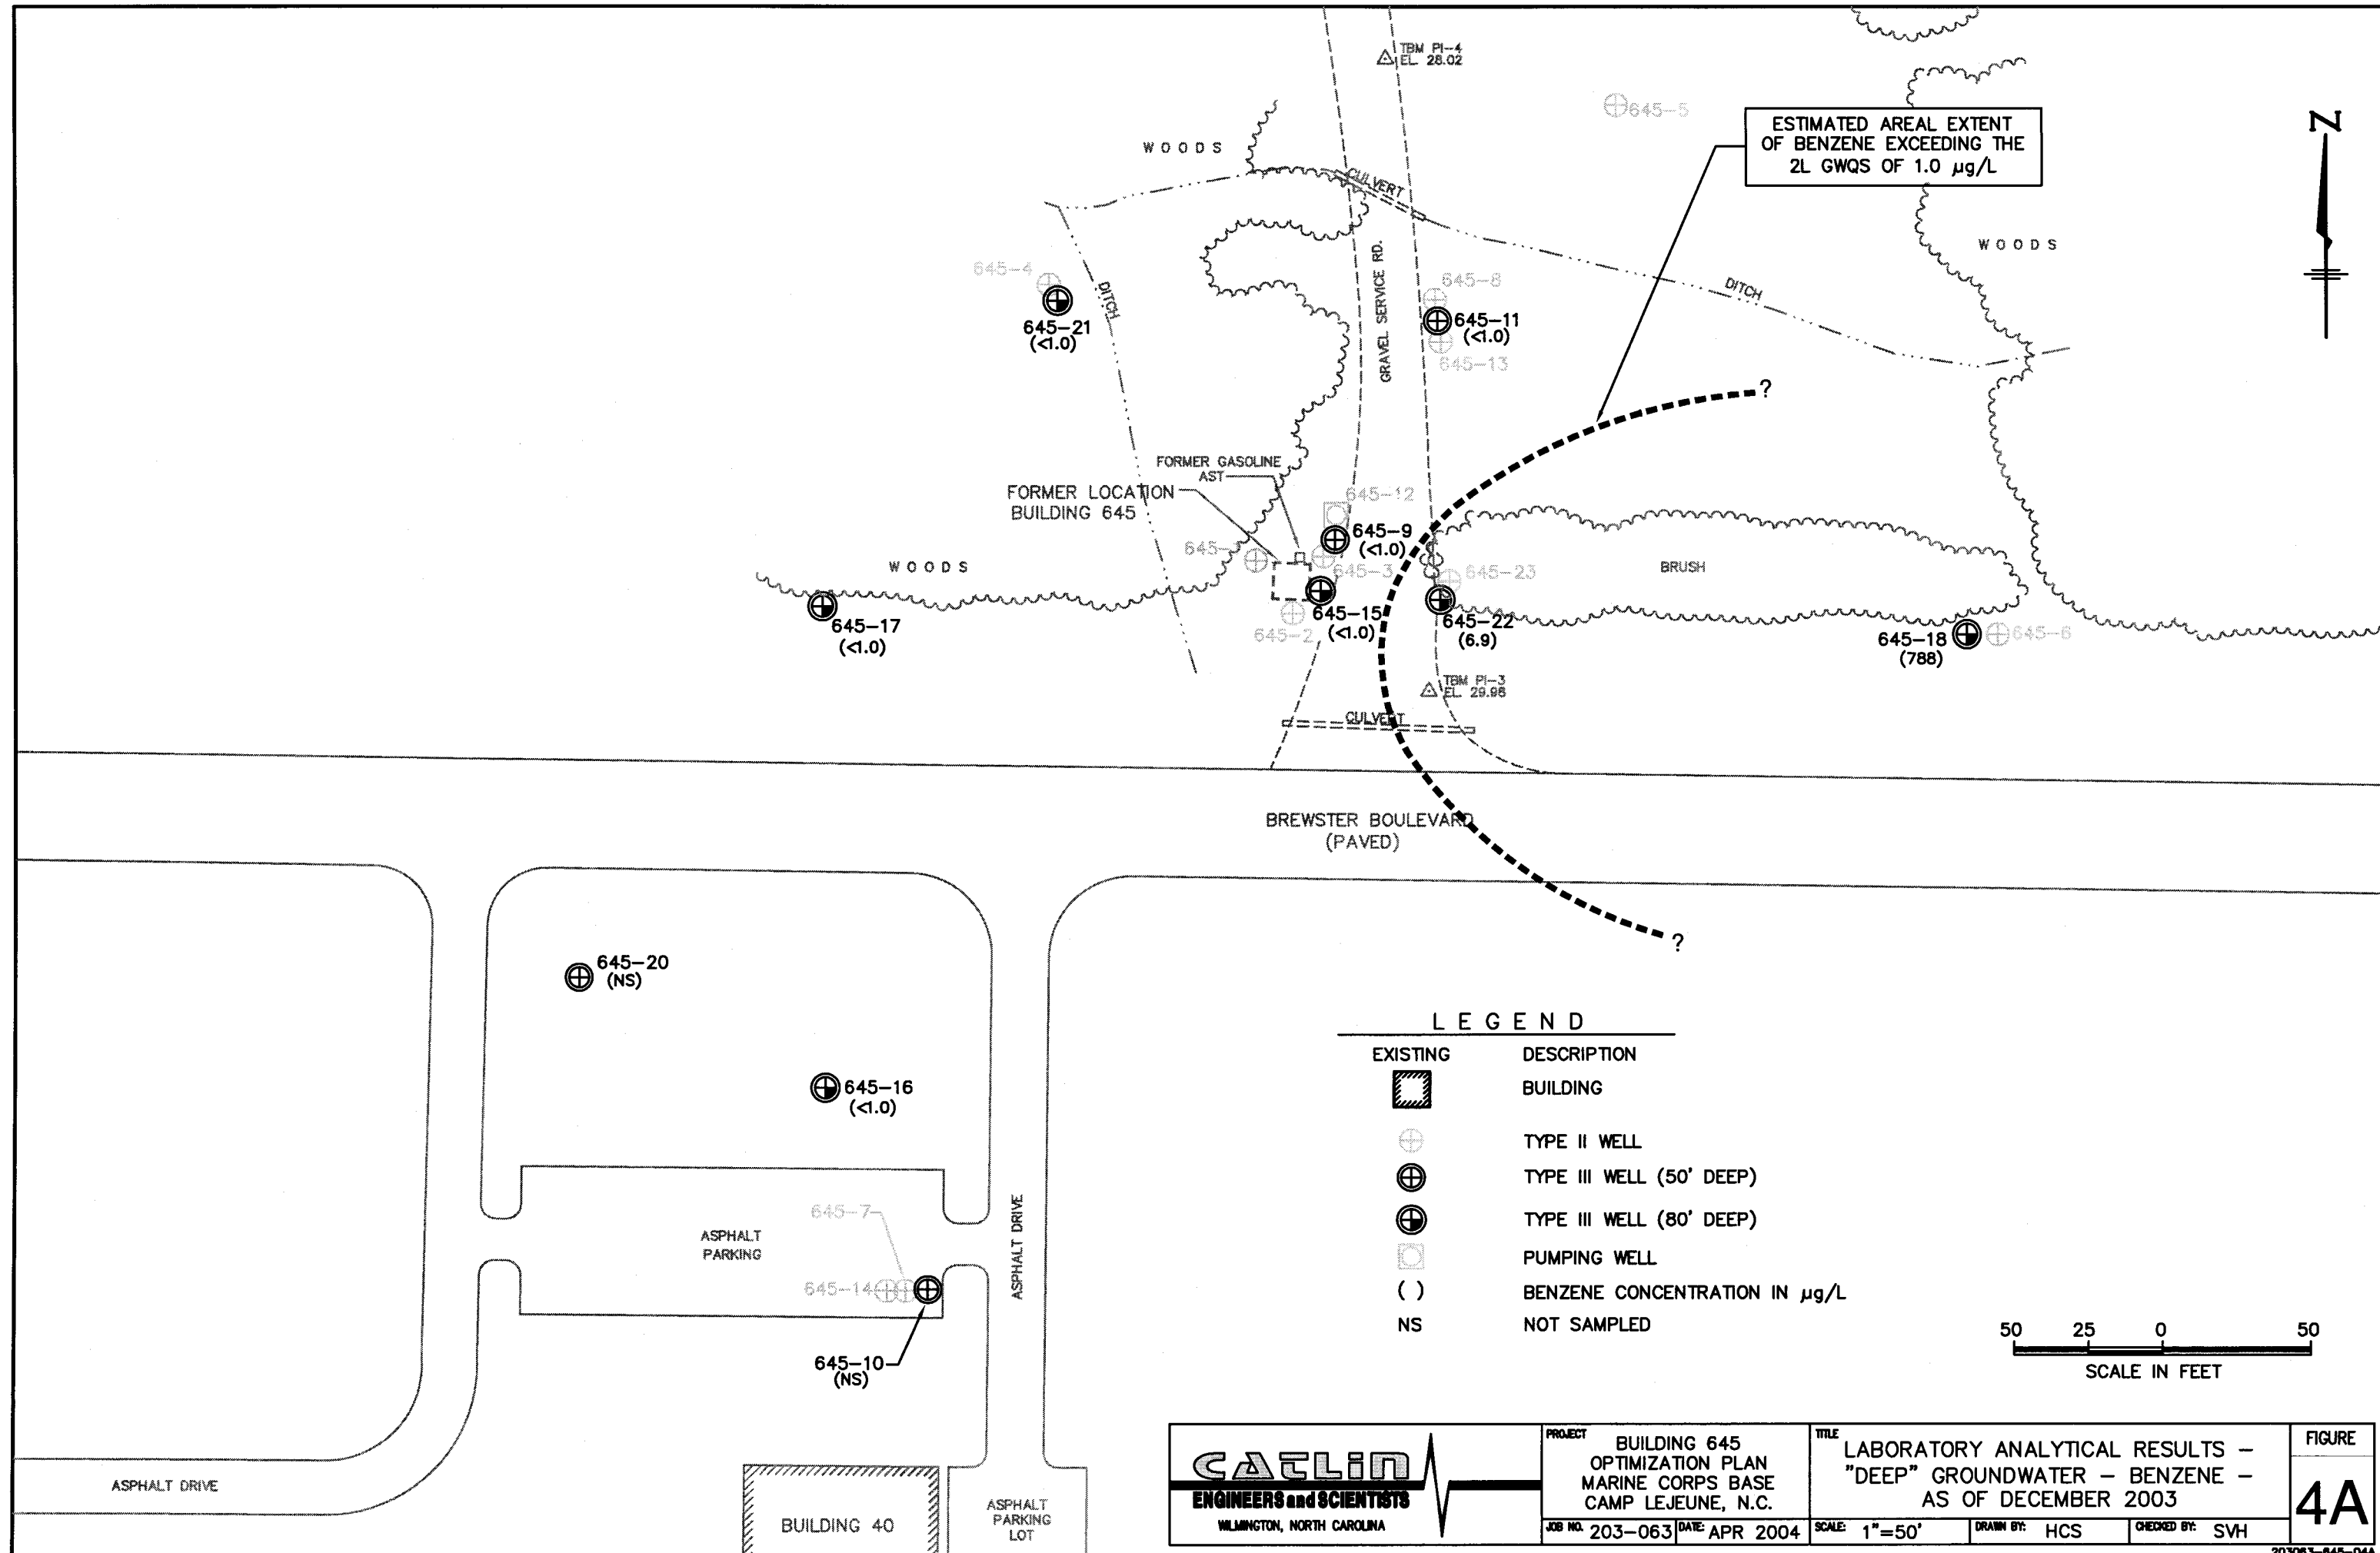 TBM PI-4
EL 28.02
645-5
ESTIMATED AREAL EXTENT
OF BENZENE EXCEEDING THE
2L GWQS OF 1.0 µg/L
N
WOODS
CULVERT
WOODS
645-4
DITCH
645-21
(<1.0)
GRAVEL SERVICE RD.
645-8
645-11
(<1.0)
645-13
DITCH
?
FORMER GASOLINE
AST
FORMER LOCATION
BUILDING 645
645-12
645-9
(<1.0)
645-
645-3
645-23
BRUSH
WOODS
645-17
(<1.0)
645-15
(<1.0)
645-2
645-22
(6.9)
645-18
(788)
645-6
TBM PI-3
EL 29.96
CULVERT
BREWSTER BOULEVARD
(PAVED)
?
645-20
(NS)
645-16
(<1.0)
645-7
ASPHALT
PARKING
645-14
ASPHALT DRIVE
645-10
(NS)
ASPHALT DRIVE
BUILDING 40
ASPHALT
PARKING
LOT
LEGEND
EXISTING DESCRIPTION
BUILDING
TYPE II WELL
TYPE III WELL (50' DEEP)
TYPE III WELL (80' DEEP)
PUMPING WELL
( ) BENZENE CONCENTRATION IN µg/L
NS NOT SAMPLED
50 25 0 50
SCALE IN FEET
CATLIN
ENGINEERS and SCIENTISTS
WILMINGTON, NORTH CAROLINA
PROJECT
BUILDING 645
OPTIMIZATION PLAN
MARINE CORPS BASE
CAMP LEJEUNE, N.C.
TITLE
LABORATORY ANALYTICAL RESULTS -
"DEEP" GROUNDWATER - BENZENE -
AS OF DECEMBER 2003
FIGURE
4A
JOB NO. 203-063 DATE: APR 2004 SCALE: 1"=50' DRAWN BY: HCS CHECKED BY: SVH
203063-645-04A